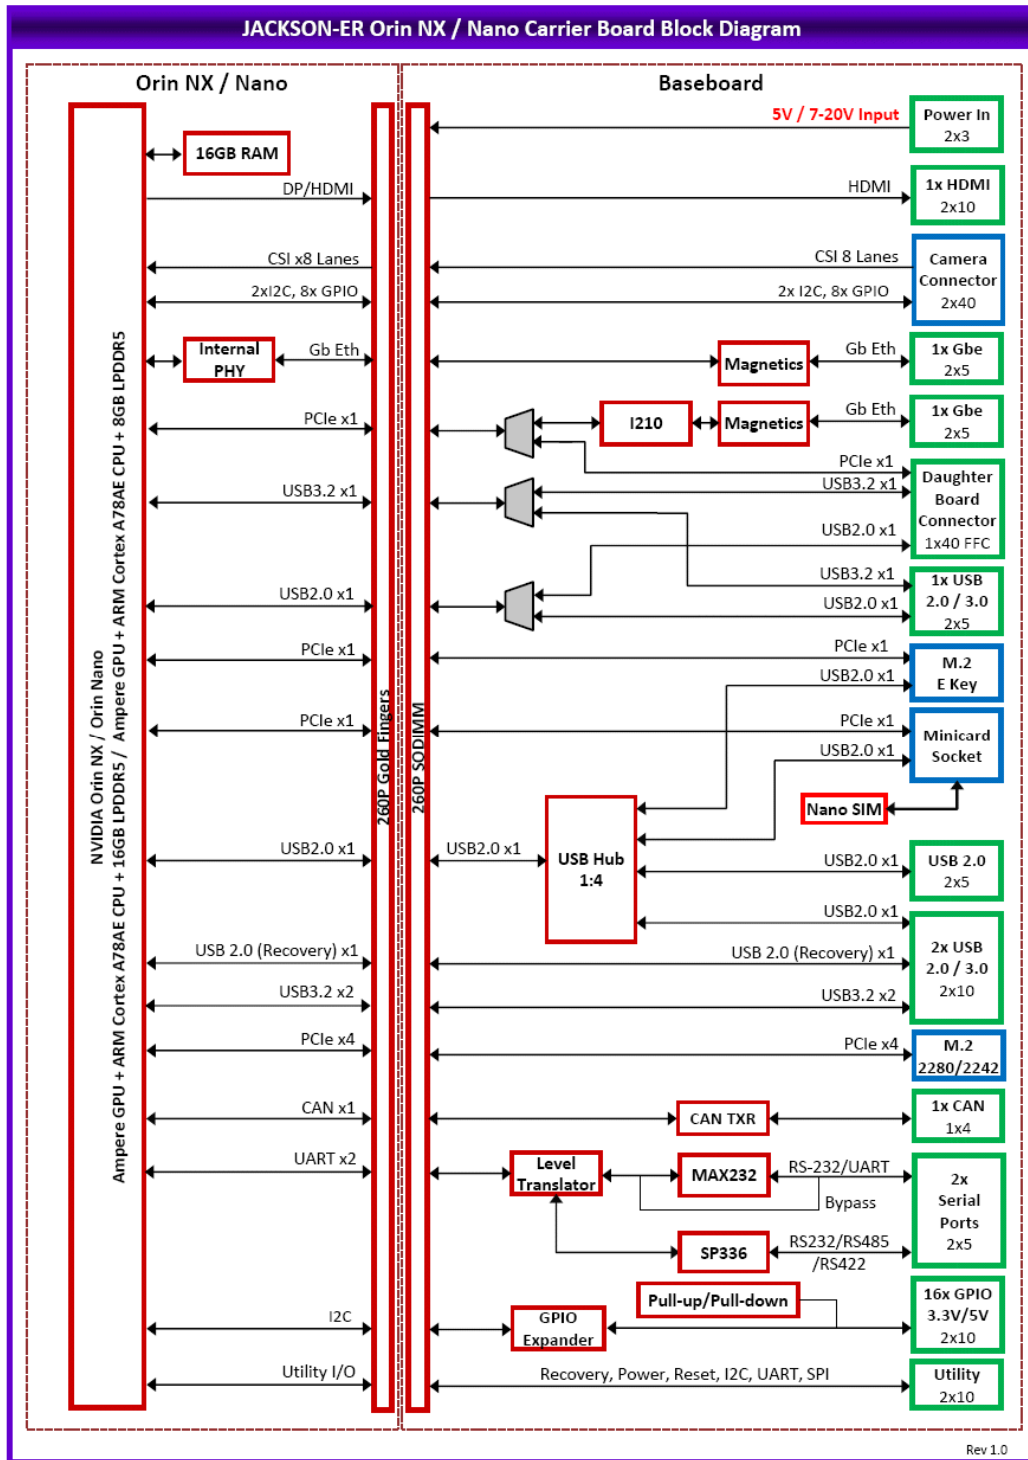 JACKSON-ER Orin NX / Nano Carrier Board Block Diagram
Orin NX / Nano
Baseboard
5V / 7-20V Input
Power In
2x3
16GB RAM
DP/HDMI
HDMI
1x HDMI
2x10
CSI x8 Lanes
CSI 8 Lanes
2xI2C, 8x GPIO
2x I2C, 8x GPIO
Camera
Connector
2x40
Internal
PHY
Gb Eth
Magnetics
Gb Eth
1x Gbe
2x5
PCIe x1
I210
Magnetics
Gb Eth
1x Gbe
2x5
PCIe x1
USB3.2 x1
USB3.2 x1
USB2.0 x1
Daughter
Board
Connector
1x40 FFC
USB2.0 x1
USB3.2 x1
USB2.0 x1
1x USB
2.0 / 3.0
2x5
PCIe x1
PCIe x1
USB2.0 x1
M.2
E Key
PCIe x1
PCIe x1
USB2.0 x1
Minicard
Socket
Nano SIM
NVIDIA Orin NX / Orin Nano
Ampere GPU + ARM Cortex A78AE CPU + 16GB LPDDR5 / Ampere GPU + ARM Cortex A78AE CPU + 8GB LPDDR5
260P Gold Fingers
260P SODIMM
USB2.0 x1
USB2.0 x1
USB Hub
1:4
USB2.0 x1
USB 2.0
2x5
USB2.0 x1
USB 2.0 (Recovery) x1
USB 2.0 (Recovery) x1
USB3.2 x2
USB3.2 x2
2x USB
2.0 / 3.0
2x10
PCIe x4
PCIe x4
M.2
2280/2242
CAN x1
CAN TXR
1x CAN
1x4
UART x2
Level
Translator
MAX232
RS-232/UART
Bypass
SP336
RS232/RS485
/RS422
2x
Serial
Ports
2x5
Pull-up/Pull-down
I2C
GPIO
Expander
16x GPIO
3.3V/5V
2x10
Utility I/O
Recovery, Power, Reset, I2C, UART, SPI
Utility
2x10
Rev 1.0